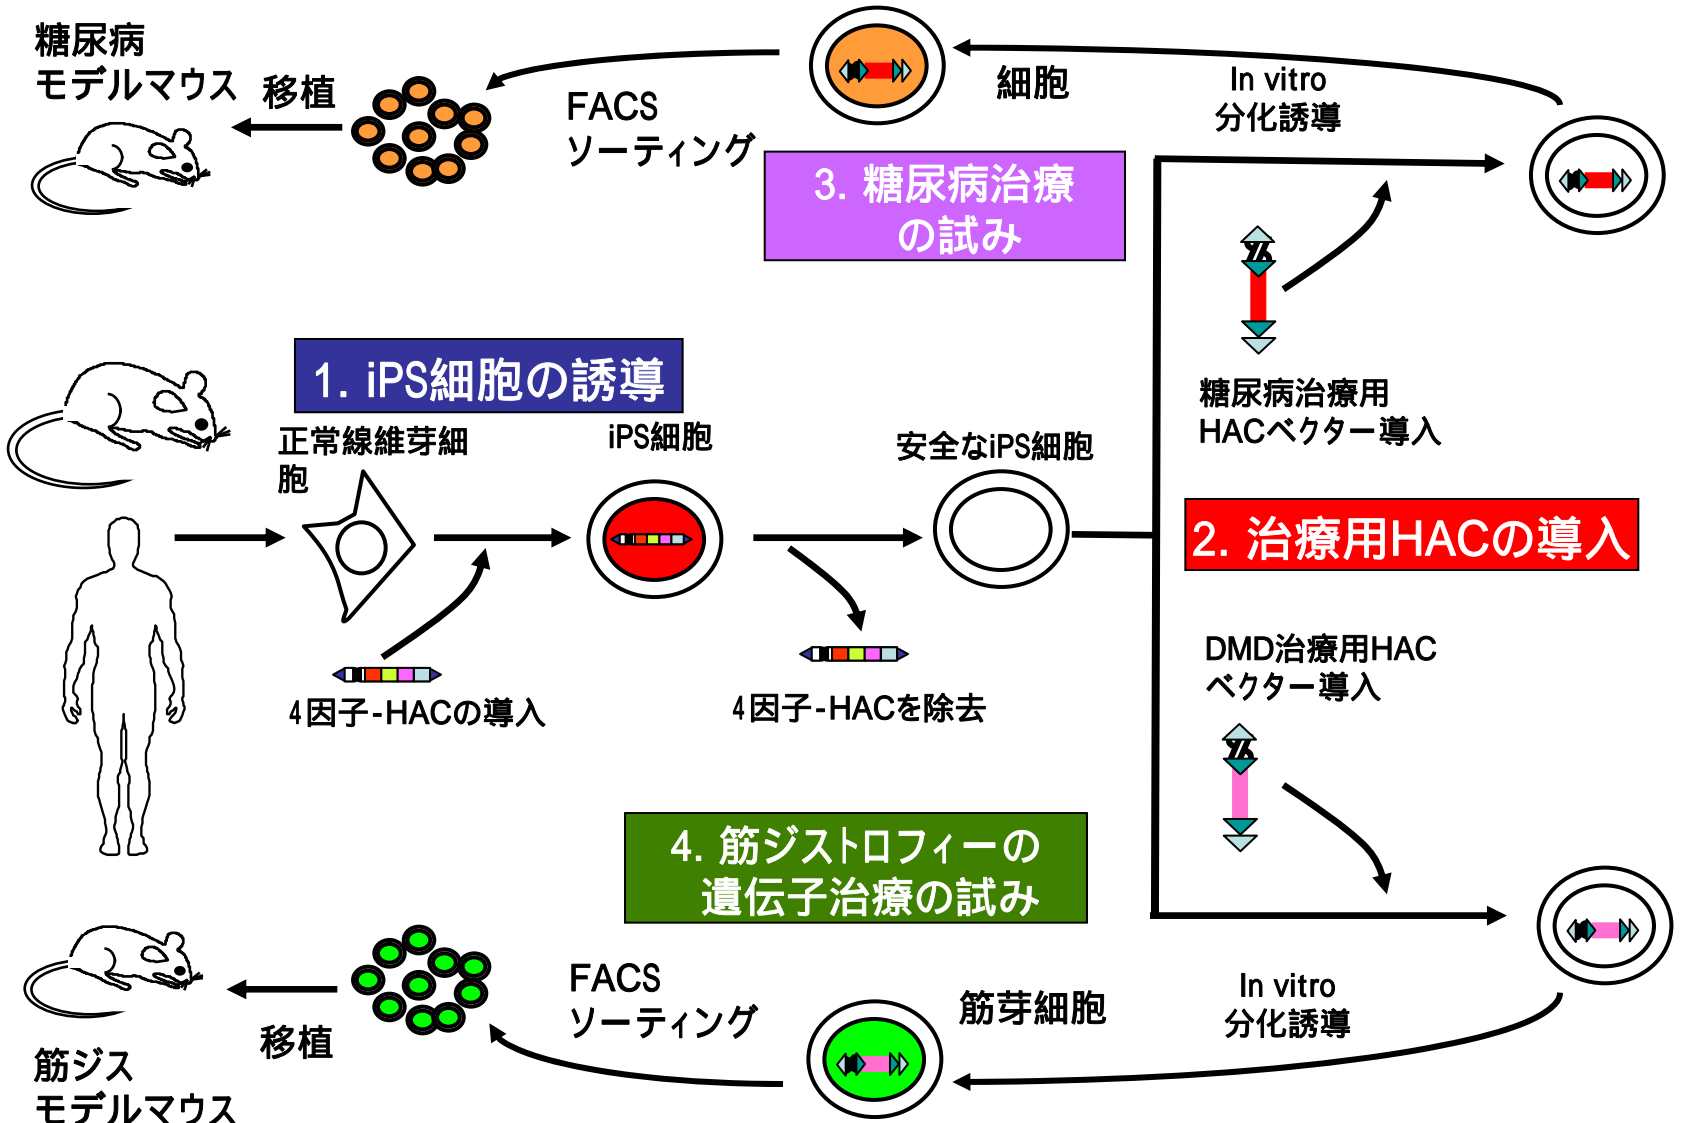 糖尿病
モデルマウス
移植
FACS
ソーティング
細胞
In vitro
分化誘導
3. 糖尿病治療
の試み
糖尿病治療用
HACベクター導入
1. iPS細胞の誘導
正常線維芽細
胞
iPS細胞
安全なiPS細胞
2. 治療用HACの導入
4因子-HACの導入
4因子-HACを除去
DMD治療用HAC
ベクター導入
4. 筋ジストロフィーの
遺伝子治療の試み
In vitro
分化誘導
筋芽細胞
FACS
ソーティング
移植
筋ジス
モデルマウス